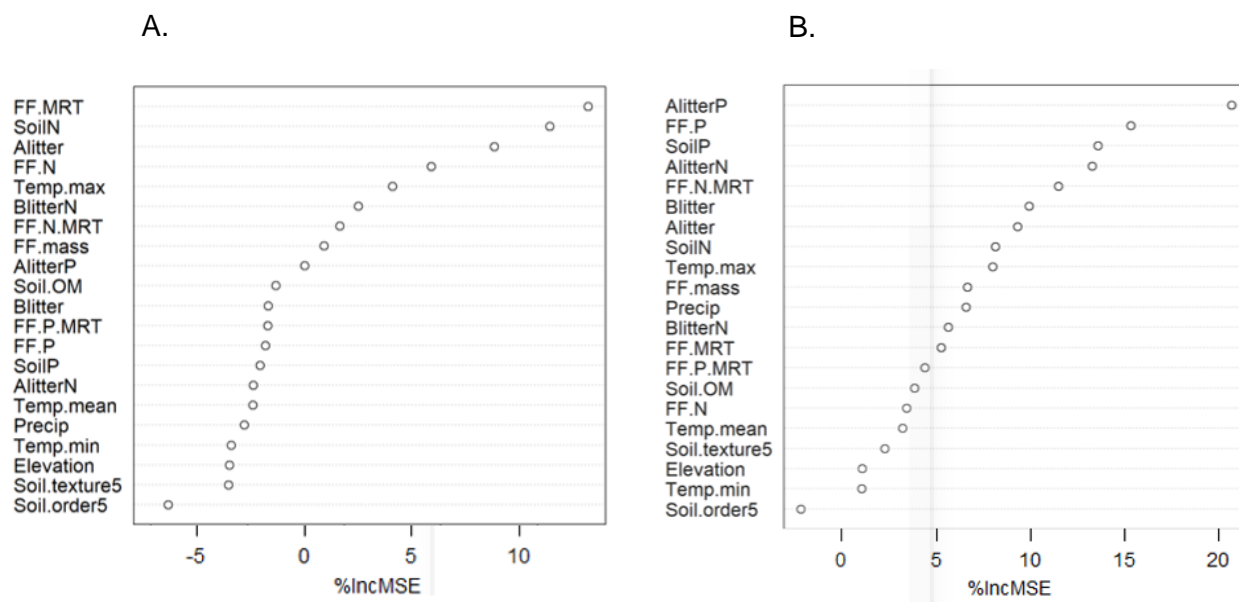 A.
FF.MRT
SoilN
Alitter
FF.N
Temp.max
BlitterN
FF.N.MRT
FF.mass
AlitterP
Soil.OM
Blitter
FF.P.MRT
FF.P
SoilP
AlitterN
Temp.mean
Precip
Temp.min
Elevation
Soil.texture5
Soil.order5
-5 0 5 10
%IncMSE
B.
AlitterP
FF.P
SoilP
AlitterN
FF.N.MRT
Blitter
Alitter
SoilN
Temp.max
FF.mass
Precip
BlitterN
FF.MRT
FF.P.MRT
Soil.OM
FF.N
Temp.mean
Soil.texture5
Elevation
Temp.min
Soil.order5
0 5 10 15 20
%IncMSE